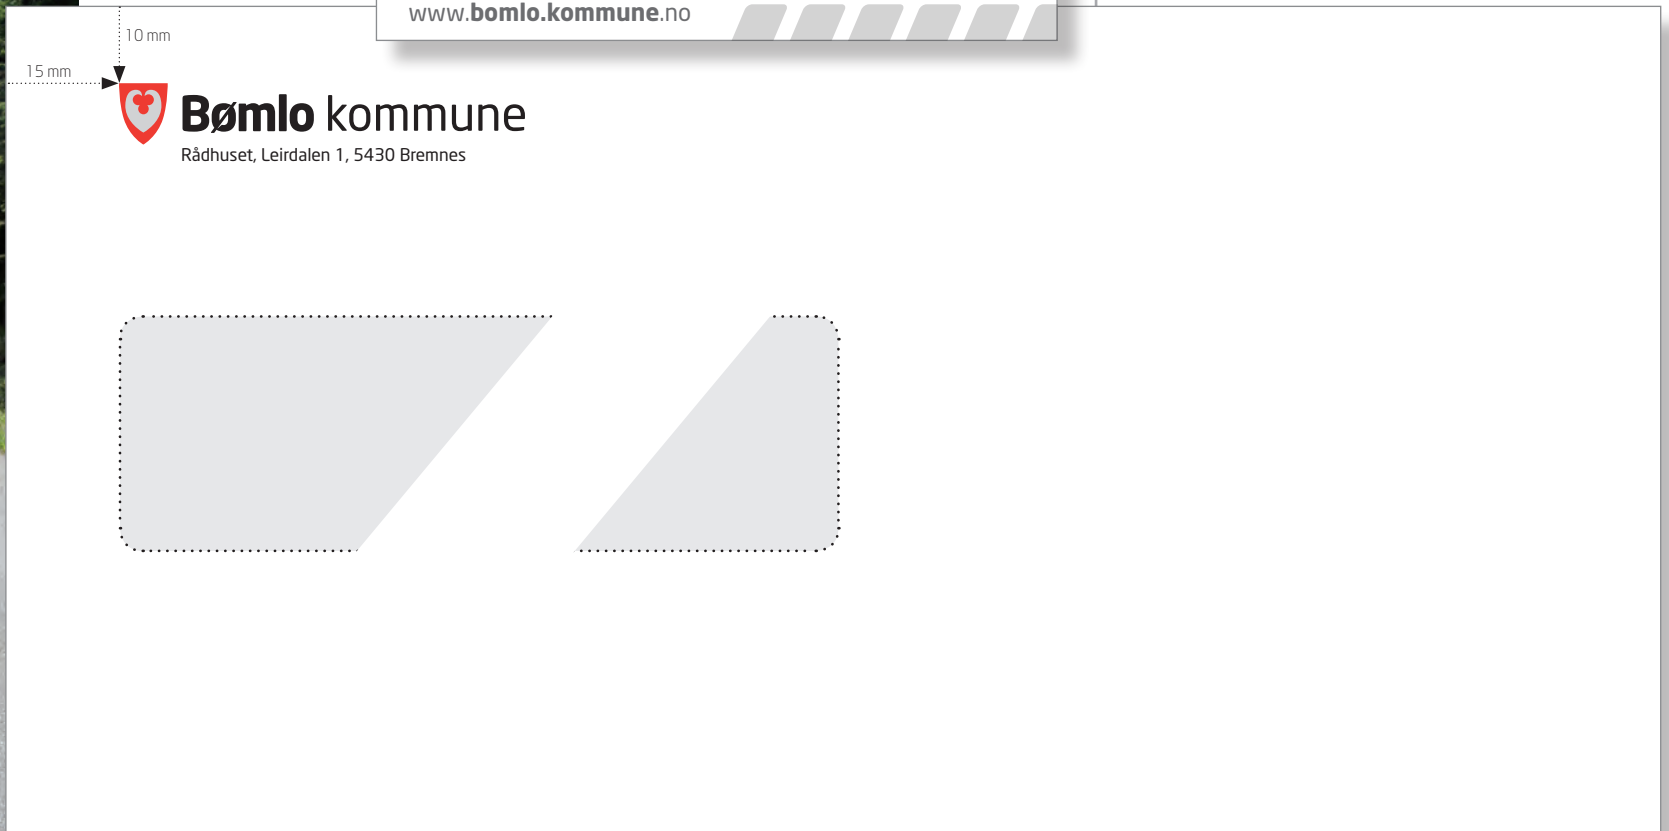 www.bomlo.kommune.no
10 mm
15 mm
Bømlo kommune
Rådhuset, Leirdalen 1, 5430 Bremnes